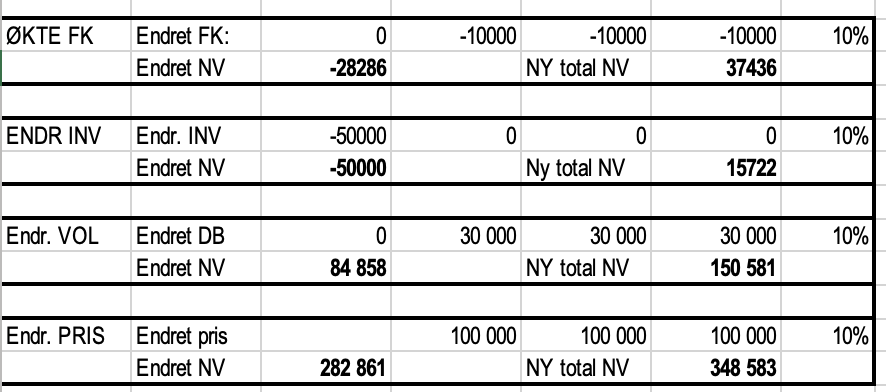 ØKTE FK Endret FK: 0 -10000 -10000 -10000 10%
Endret NV -28286 NY total NV 37436
ENDR INV Endr. INV -50000 0 0 0 10%
Endret NV -50000 Ny total NV 15722
Endr. VOL Endret DB 0 30 000 30 000 30 000 10%
Endret NV 84 858 NY total NV 150 581
Endr. PRIS Endret pris 100 000 100 000 100 000 10%
Endret NV 282 861 NY total NV 348 583